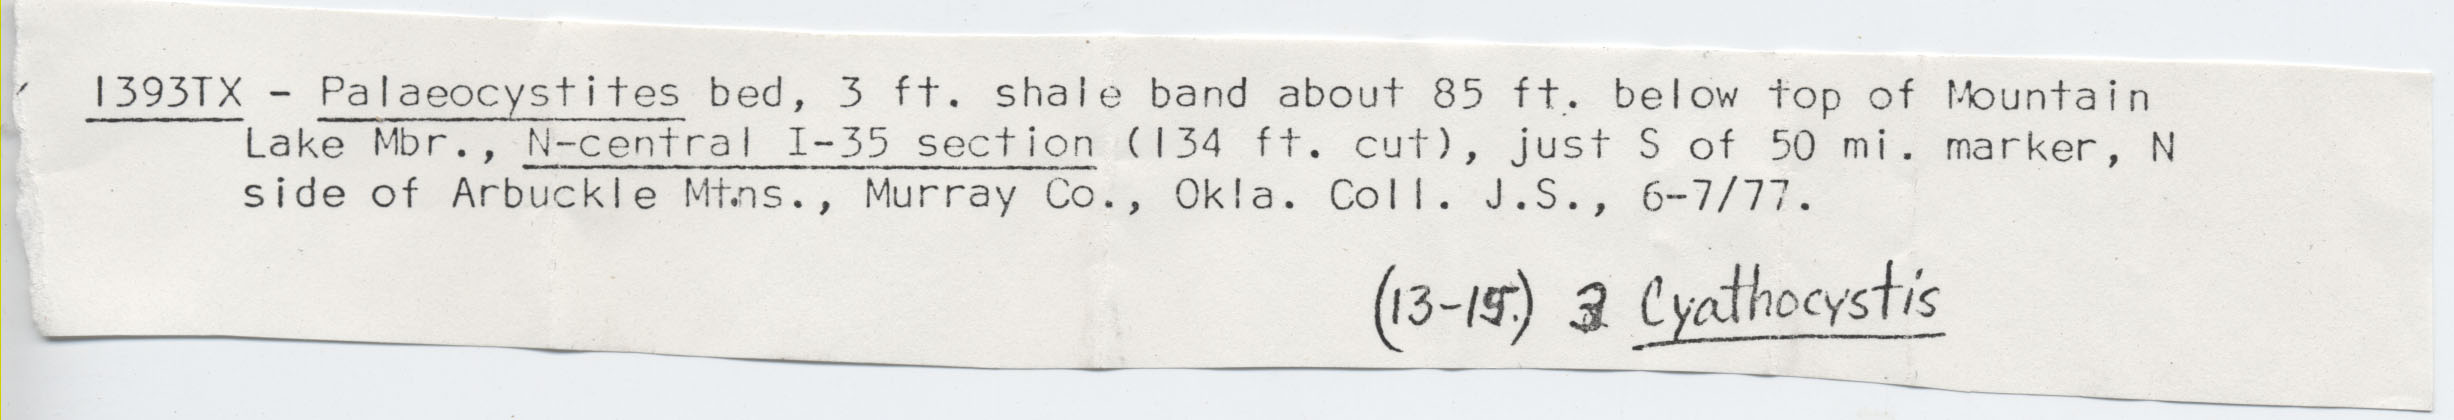 1393TX - Palaeocystites bed, 3 ft. shale band about 85 ft. below top of Mountain
Lake Mbr., N-central I-35 section (134 ft. cut), just S of 50 mi. marker, N
side of Arbuckle Mtns., Murray Co., Okla. Coll. J.S., 6-7/77.
(13-15.) 3 Cyathocystis